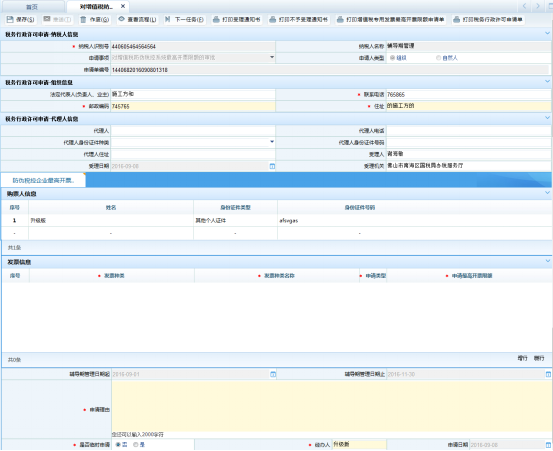 首页 对增值税纳... ×
保存(S) 推送(T) 作废(G) 查看流程(L) 下一任务(F) 打印受理通知书 打印不予受理通知书 打印增值税专用发票最高开票限额申请单 打印税务行政许可申请单
税务行政许可申请-纳税人信息
* 纳税人识别号 440605464564564 纳税人名称 辅导期管理
申请事项 对增值税防伪税控系统最高开票限额的审批 申请人类型 组织 自然人
申请单编号 1440682016090801318
税务行政许可申请-组织信息
法定代表人(负责人、业主) 施工方和 * 联系电话 765865
* 邮政编码 745765 * 住址 的施工方的
税务行政许可申请-代理人信息
代理人 代理人电话
代理人身份证件种类 代理人身份证件号码
代理人住址 受理人
受理日期 2016-09-08 受理机关 佛山市南海区国税局办税服务厅
防伪税控企业最高开票...
购票人信息
序号 姓名 身份证件类型 身份证件号码
1 升级版 其他个人证件 afsvgas
- - - -
共1条
发票信息
序号 * 发票种类 * 发票种类名称 * 申请类型 * 申请最高开票限额
共0条 增行 删行
辅导期管理日期起 2016-09-01 辅导期管理日期止 2016-11-30
* 申请理由
您还可以输入2000字符
* 是否临时申请 否 是 * 经办人 升级版 申请日期 2016-09-08